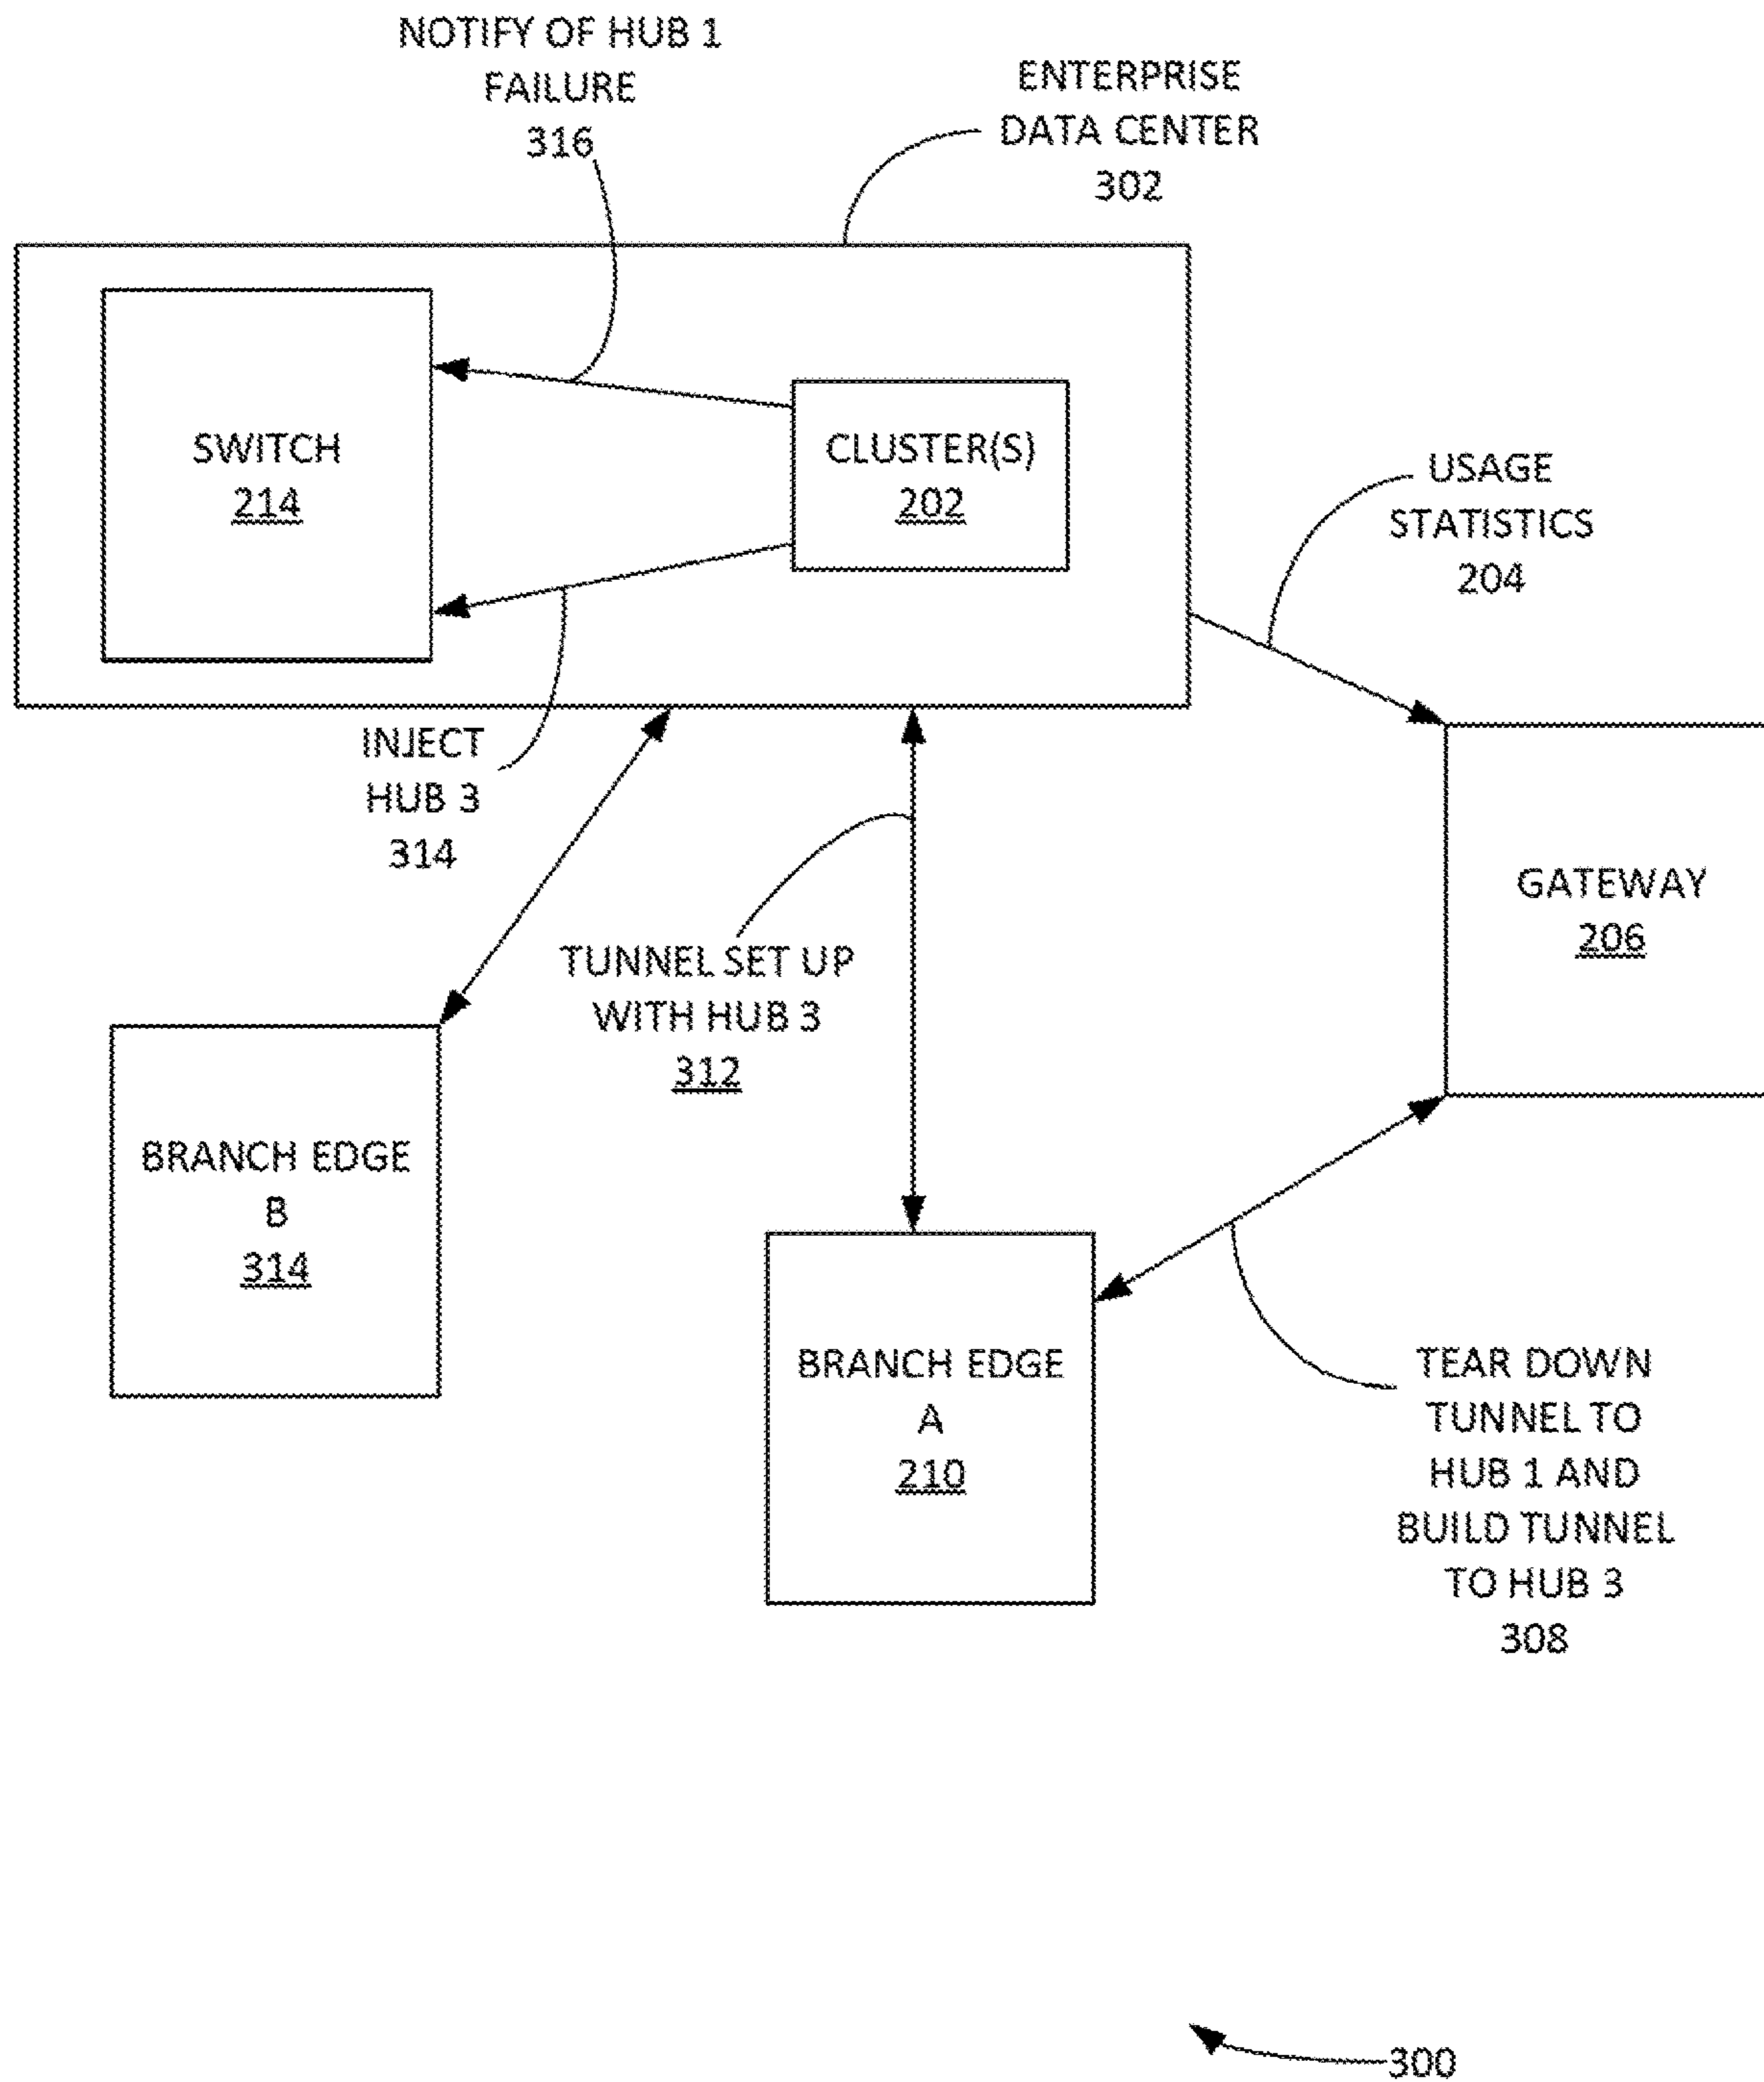 NOTIFY OF HUB 1
FAILURE
316
ENTERPRISE
DATA CENTER
302
SWITCH
214
CLUSTER(S)
202
USAGE
STATISTICS
204
INJECT
HUB 3
314
GATEWAY
206
TUNNEL SET UP
WITH HUB 3
312
BRANCH EDGE
B
314
BRANCH EDGE
A
210
TEAR DOWN
TUNNEL TO
HUB 1 AND
BUILD TUNNEL
TO HUB 3
308
300